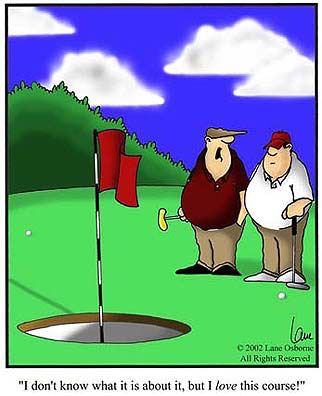 Lane
© 2002 Lane Osborne
All Rights Reserved
"I don't know what it is about it, but I love this course!"